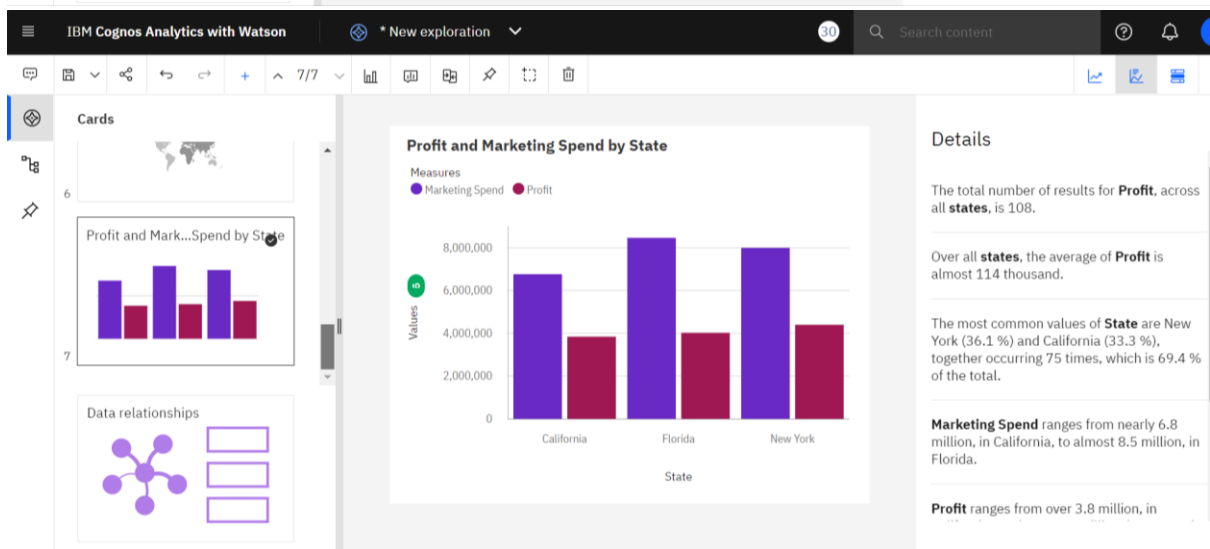 IBM Cognos Analytics with Watson
* New exploration
30
Search content
7/7
Cards
6
Profit and Mark...Spend by State
7
Data relationships
Profit and Marketing Spend by State
Measures
Marketing Spend
Profit
Values
8,000,000
6,000,000
4,000,000
2,000,000
0
California
Florida
New York
State
Details
The total number of results for Profit, across
all states, is 108.
Over all states, the average of Profit is
almost 114 thousand.
The most common values of State are New
York (36.1 %) and California (33.3 %),
together occurring 75 times, which is 69.4 %
of the total.
Marketing Spend ranges from nearly 6.8
million, in California, to almost 8.5 million, in
Florida.
Profit ranges from over 3.8 million, in